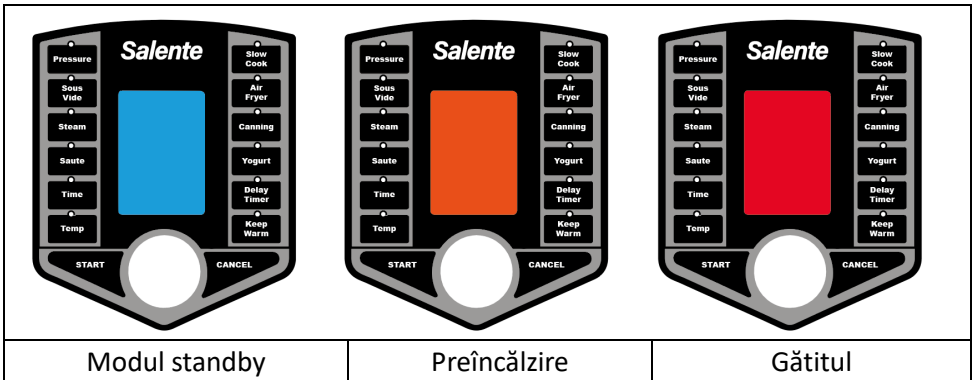 Salente
Pressure
Slow
Cook
Sous
Vide
Air
Fryer
Steam
Canning
Saute
Yogurt
Time
Delay
Timer
Temp
Keep
Warm
START
CANCEL
Salente
Pressure
Slow
Cook
Sous
Vide
Air
Fryer
Steam
Canning
Saute
Yogurt
Time
Delay
Timer
Temp
Keep
Warm
START
CANCEL
Salente
Pressure
Slow
Cook
Sous
Vide
Air
Fryer
Steam
Canning
Saute
Yogurt
Time
Delay
Timer
Temp
Keep
Warm
START
CANCEL
Modul standby
Preîncălzire
Gătitul